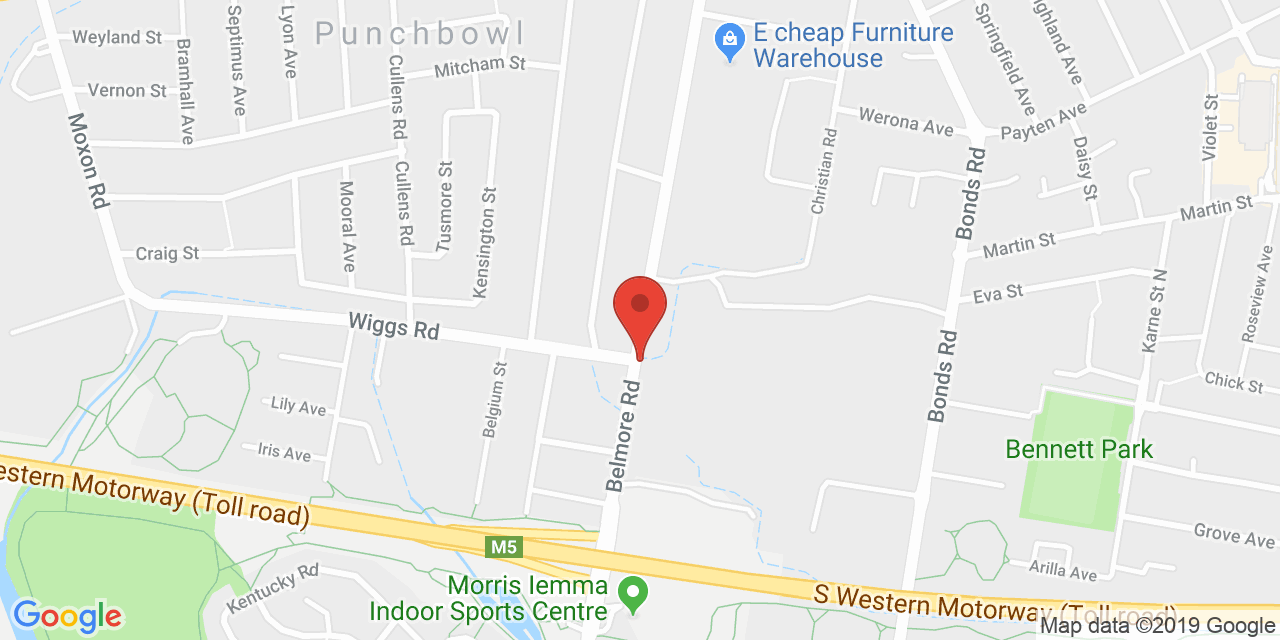 Weyland St
Bramhall Ave
Septimus Ave
Lyon Ave
Punchbowl
Cullens Rd
Mitcham St
Vernon St
E cheap Furniture
Warehouse
Springfield Ave
Highland Ave
Werona Ave
Payten Ave
Violet St
Moxon Rd
Christian Rd
Daisy St
Bonds Rd
Martin St
Martin St
Mooral Ave
Cullens Rd
Tusmore St
Kensington St
Craig St
Eva St
Karne St N
Roseview Ave
Wiggs Rd
Belgium St
Bonds Rd
Chick St
Lily Ave
Belmore Rd
Iris Ave
Bennett Park
Western Motorway (Toll road)
M5
Grove Ave
Arilla Ave
Kentucky Rd
Morris Iemma
Indoor Sports Centre
S Western Motorway (Toll road)
Google
Map data ©2019 Google